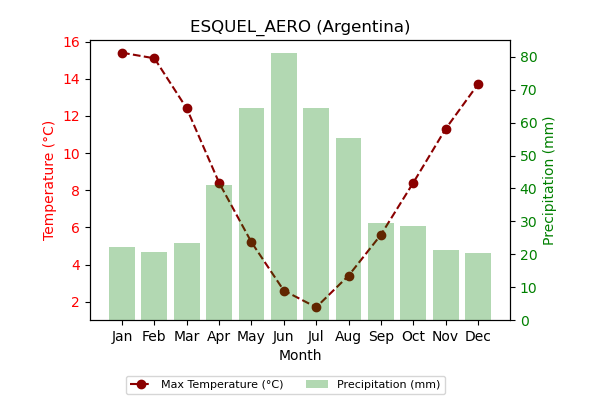 ESQUEL_AERO (Argentina)
16
14
12
10
8
6
4
2
Temperature (°C)
80
70
60
50
40
30
20
10
0
Precipitation (mm)
Jan Feb Mar Apr May Jun Jul Aug Sep Oct Nov Dec
Month
Max Temperature (°C) Precipitation (mm)